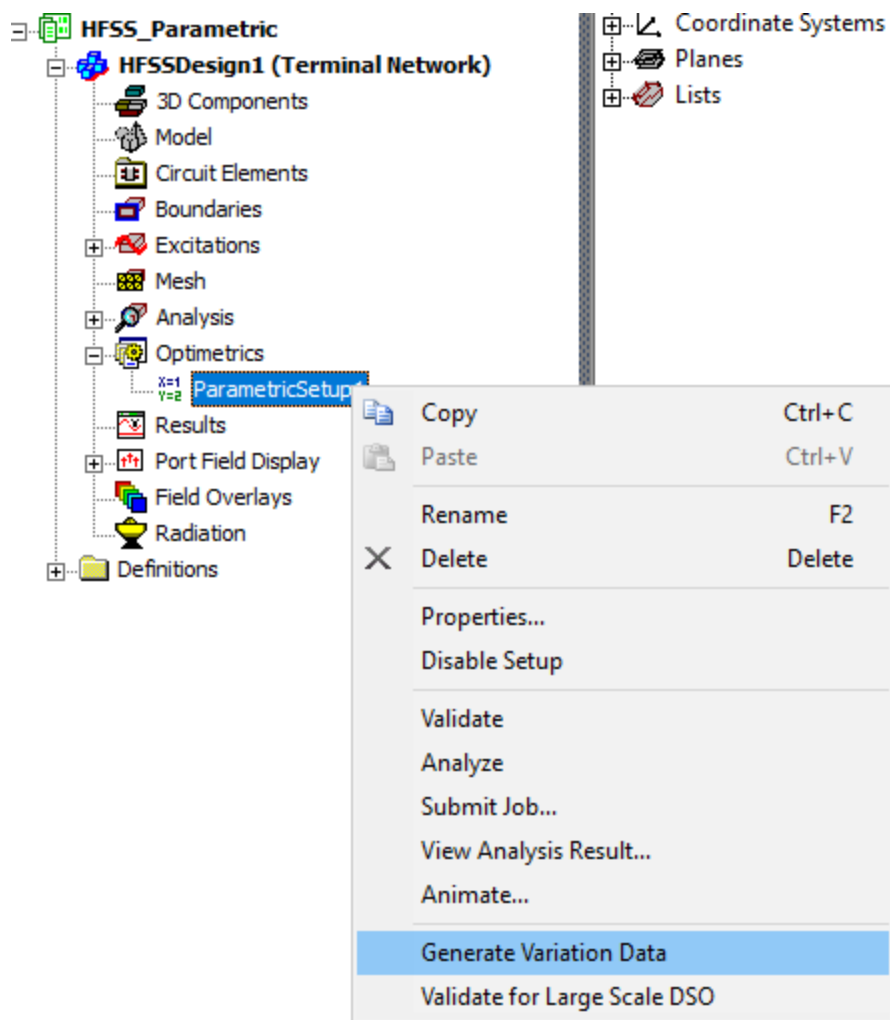 HFSS_Parametric
HFSSDesign1 (Terminal Network)
3D Components
Model
Circuit Elements
Boundaries
Excitations
Mesh
Analysis
Optimetrics
X=1
Y=2
ParametricSetup1
Results
Port Field Display
Field Overlays
Radiation
Definitions
Coordinate Systems
Planes
Lists
Copy Ctrl+C
Paste Ctrl+V
Rename F2
Delete Delete
Properties...
Disable Setup
Validate
Analyze
Submit Job...
View Analysis Result...
Animate...
Generate Variation Data
Validate for Large Scale DSO